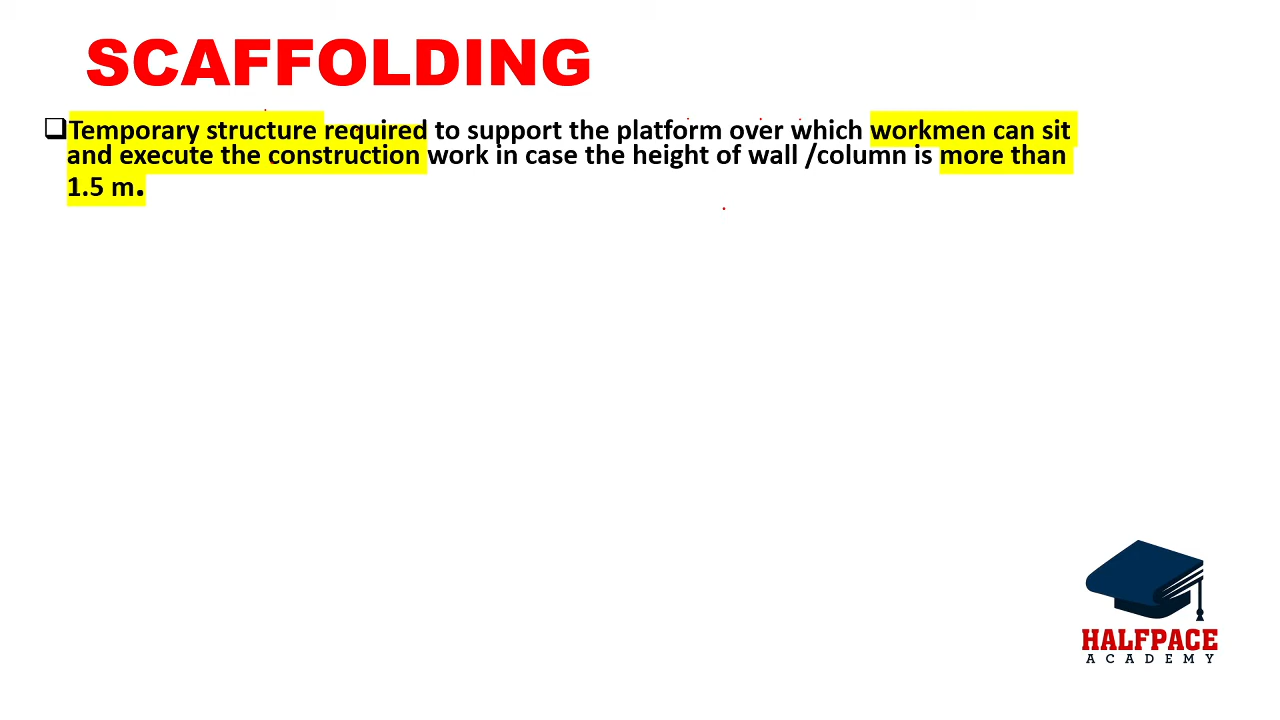 SCAFFOLDING
❑Temporary structure required to support the platform over which workmen can sit
and execute the construction work in case the height of wall /column is more than
1.5 m.
HALFPACE
ACADEMY